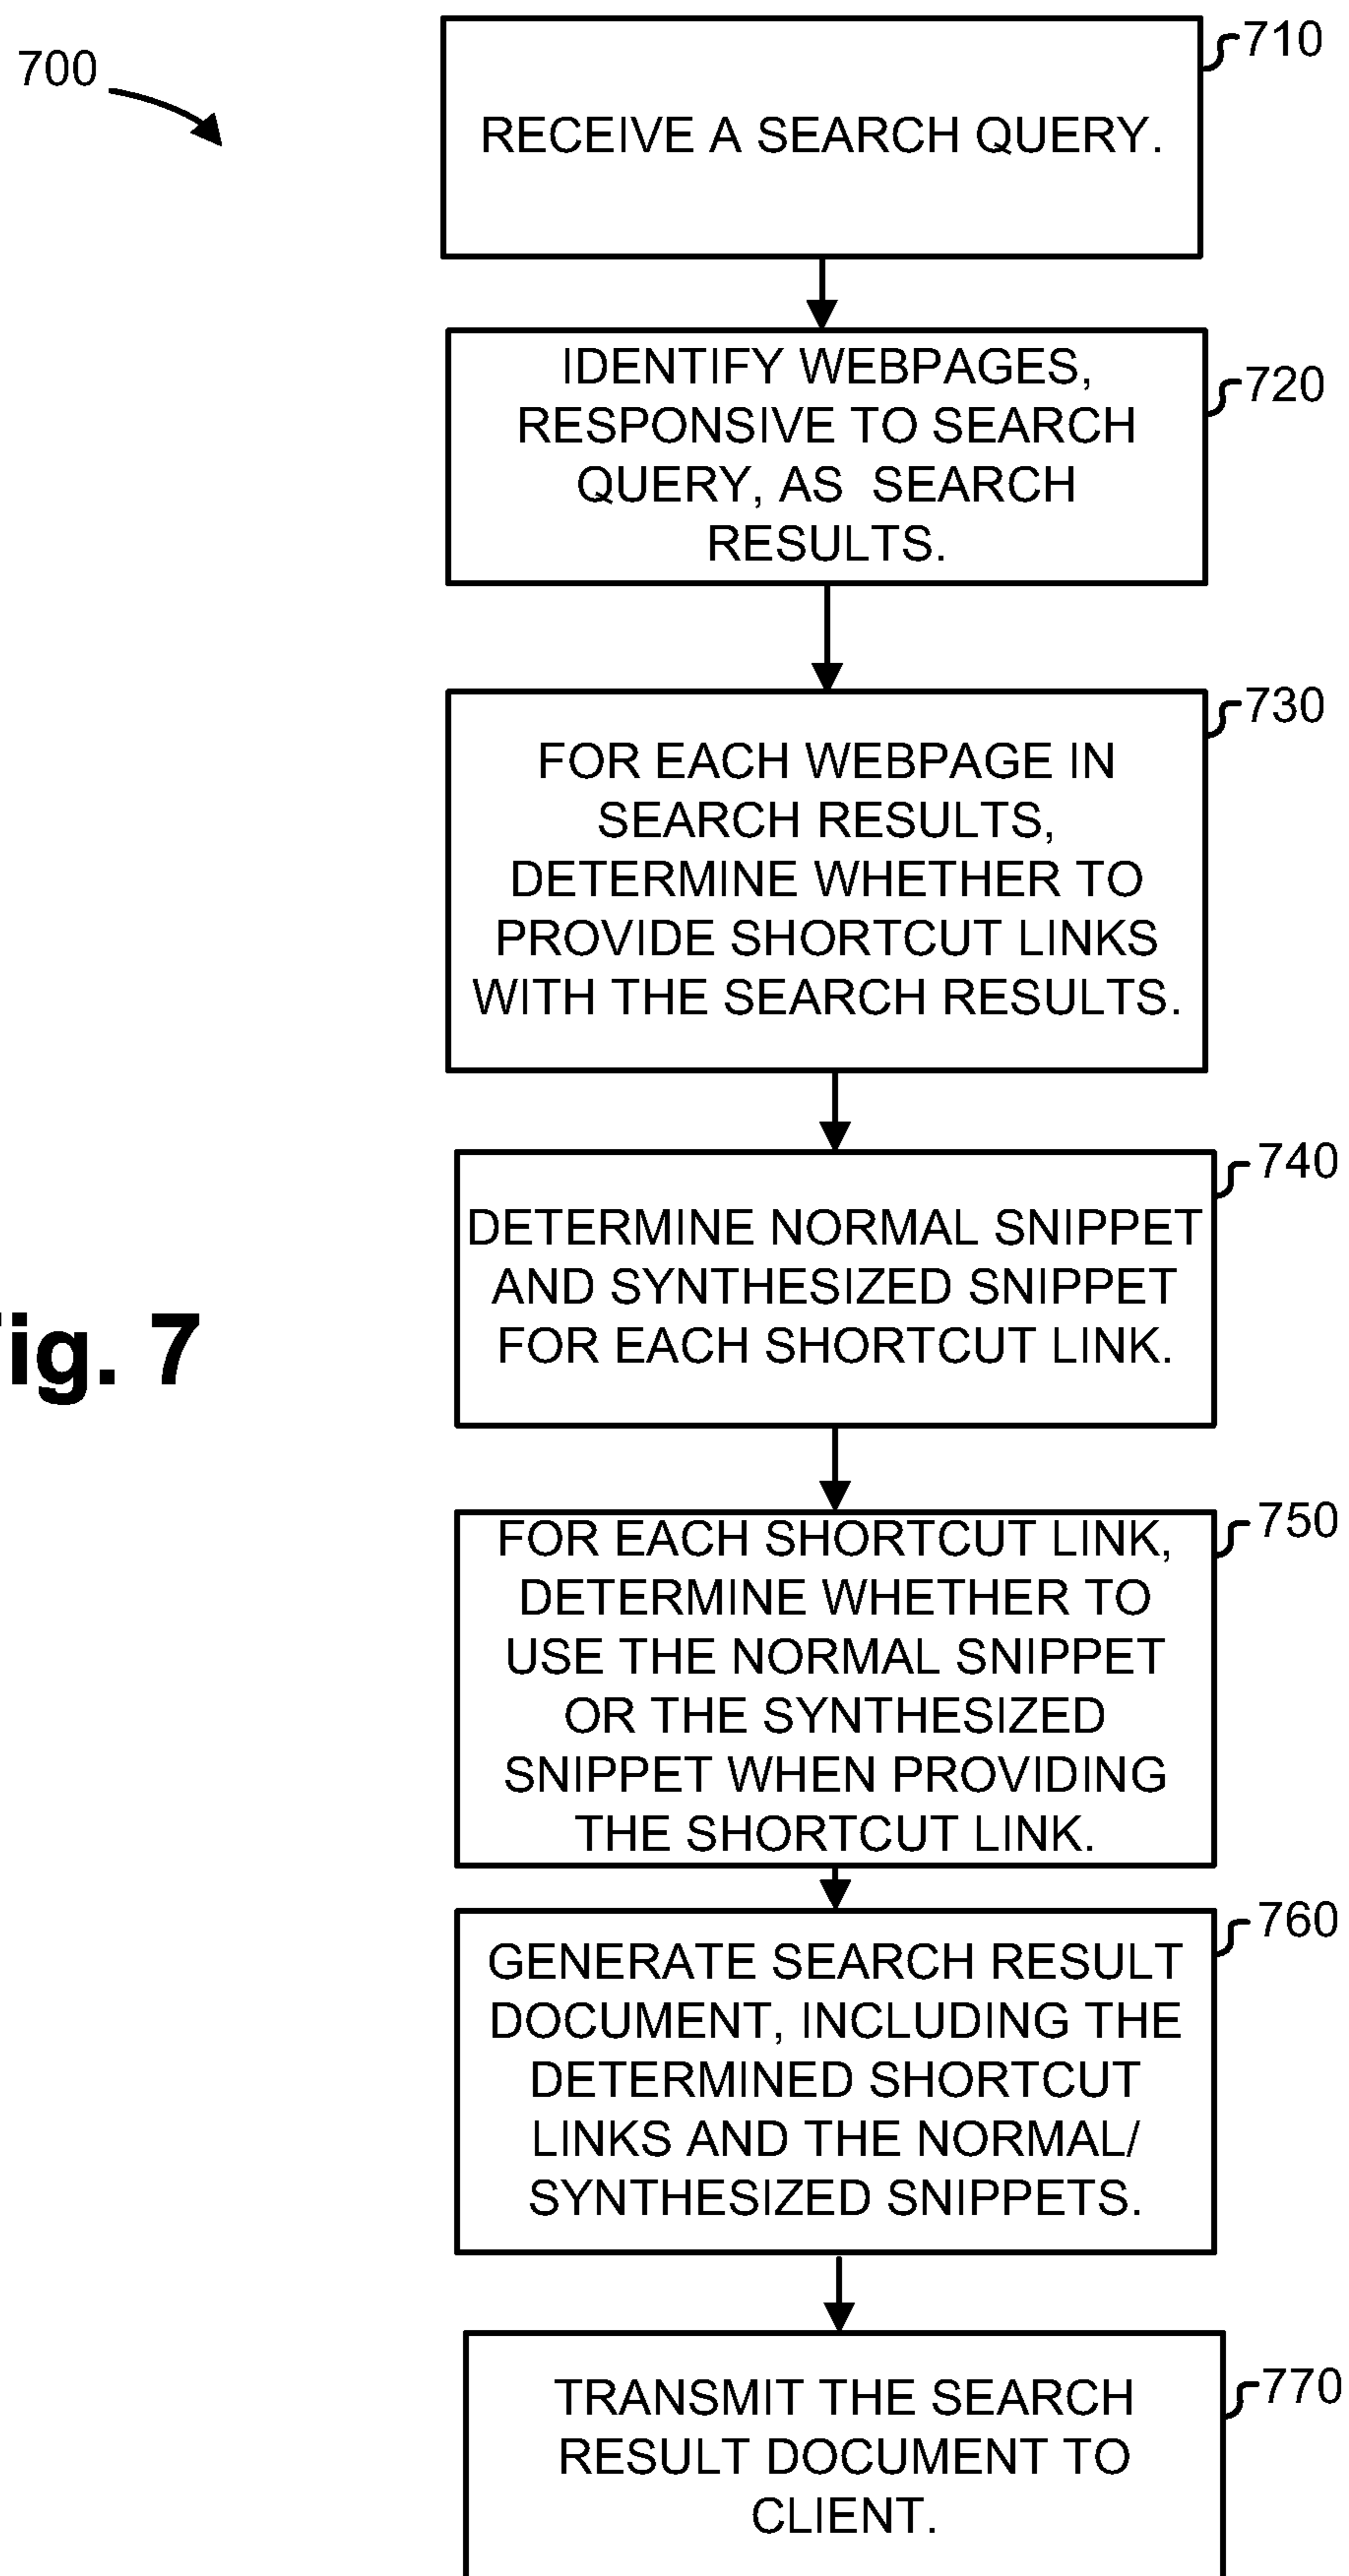 700
710
RECEIVE A SEARCH QUERY.
720
IDENTIFY WEBPAGES,
RESPONSIVE TO SEARCH
QUERY, AS SEARCH
RESULTS.
730
FOR EACH WEBPAGE IN
SEARCH RESULTS,
DETERMINE WHETHER TO
PROVIDE SHORTCUT LINKS
WITH THE SEARCH RESULTS.
740
DETERMINE NORMAL SNIPPET
AND SYNTHESIZED SNIPPET
FOR EACH SHORTCUT LINK.
ig. 7
750
FOR EACH SHORTCUT LINK,
DETERMINE WHETHER TO
USE THE NORMAL SNIPPET
OR THE SYNTHESIZED
SNIPPET WHEN PROVIDING
THE SHORTCUT LINK.
760
GENERATE SEARCH RESULT
DOCUMENT, INCLUDING THE
DETERMINED SHORTCUT
LINKS AND THE NORMAL/
SYNTHESIZED SNIPPETS.
770
TRANSMIT THE SEARCH
RESULT DOCUMENT TO
CLIENT.